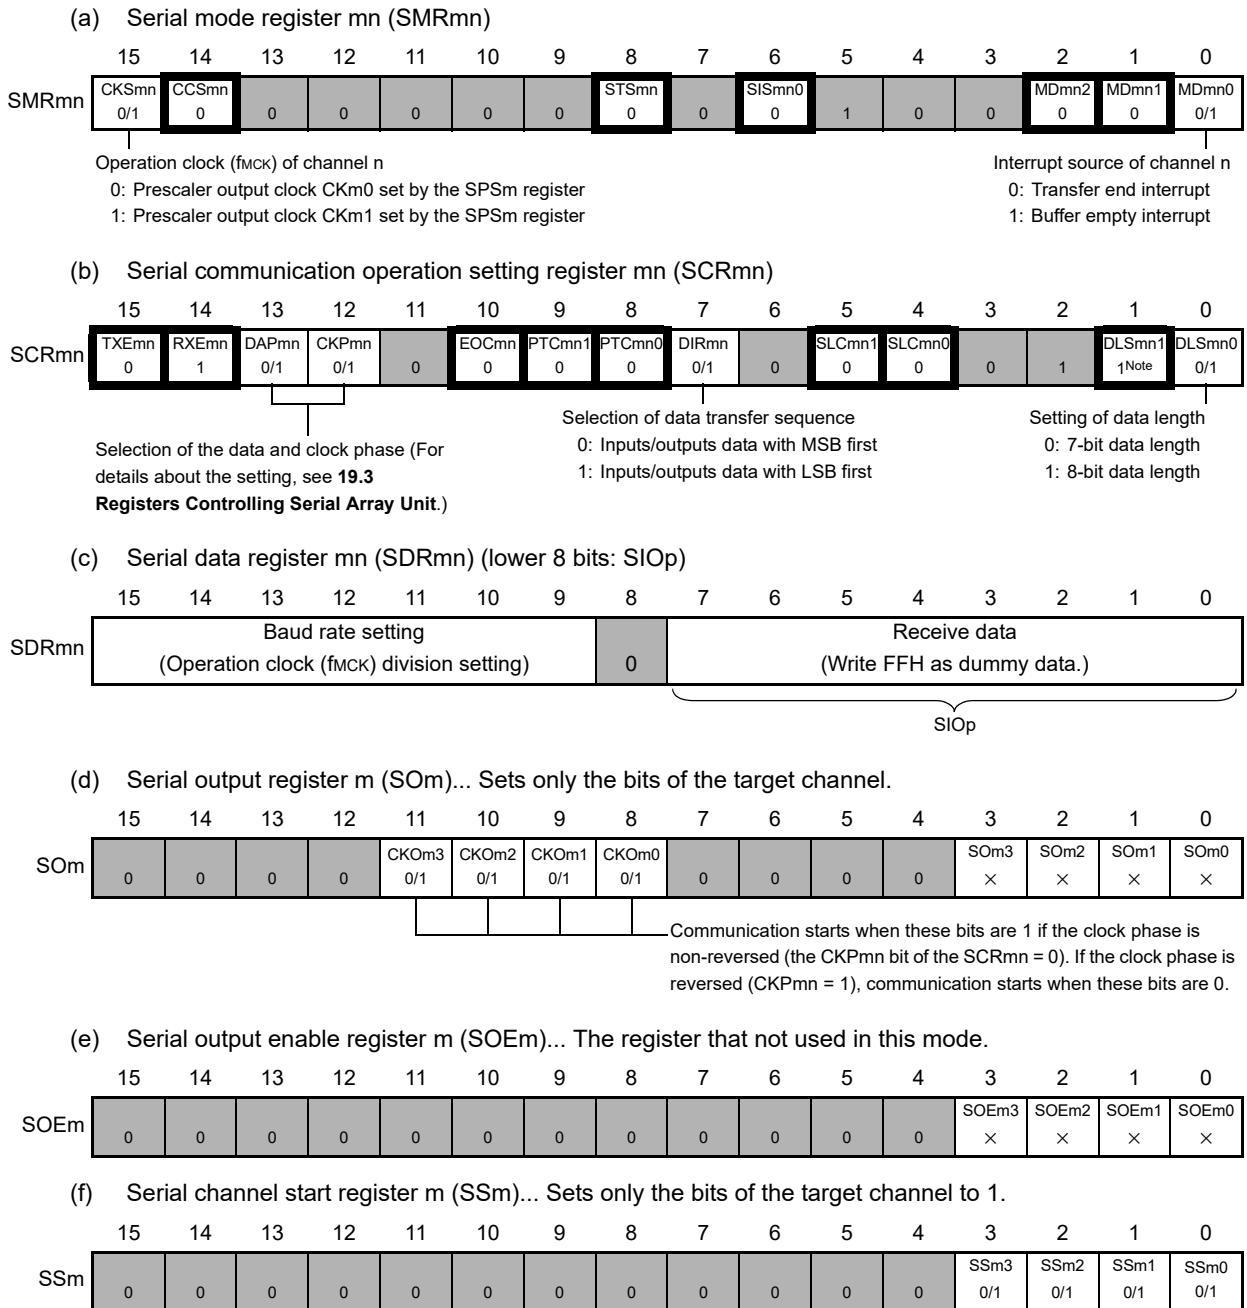 (a) Serial mode register mn (SMRmn)
15 14 13 12 11 10 9 8 7 6 5 4 3 2 1 0
SMRmn CKSmn CCSmn STSmn SISmn0 MDmn2 MDmn1 MDmn0
0/1 0 0 0 0 0 0 0 0 0 1 0 0 0 0 0/1
Operation clock (fMCK) of channel n
0: Prescaler output clock CKm0 set by the SPSm register
1: Prescaler output clock CKm1 set by the SPSm register
Interrupt source of channel n
0: Transfer end interrupt
1: Buffer empty interrupt
(b) Serial communication operation setting register mn (SCRmn)
15 14 13 12 11 10 9 8 7 6 5 4 3 2 1 0
SCRmn TXEmn RXEmn DAPmn CKPmn EOCmn PTCmn1 PTCmn0 DIRmn SLCmn1 SLCmn0 DLSmn1 DLSmn0
0 1 0/1 0/1 0 0 0 0 0/1 0 0 0 0 1 1Note 0/1
Selection of the data and clock phase (For
details about the setting, see 19.3
Registers Controlling Serial Array Unit.)
Selection of data transfer sequence
0: Inputs/outputs data with MSB first
1: Inputs/outputs data with LSB first
Setting of data length
0: 7-bit data length
1: 8-bit data length
(c) Serial data register mn (SDRmn) (lower 8 bits: SIOp)
15 14 13 12 11 10 9 8 7 6 5 4 3 2 1 0
SDRmn
Baud rate setting
(Operation clock (fMCK) division setting)
0
Receive data
(Write FFH as dummy data.)
SIOp
(d) Serial output register m (SOm)... Sets only the bits of the target channel.
15 14 13 12 11 10 9 8 7 6 5 4 3 2 1 0
SOm CKOm3 CKOm2 CKOm1 CKOm0 SOm3 SOm2 SOm1 SOm0
0 0 0 0 0/1 0/1 0/1 0/1 0 0 0 0 × × × ×
Communication starts when these bits are 1 if the clock phase is
non-reversed (the CKPmn bit of the SCRmn = 0). If the clock phase is
reversed (CKPmn = 1), communication starts when these bits are 0.
(e) Serial output enable register m (SOEm)... The register that not used in this mode.
15 14 13 12 11 10 9 8 7 6 5 4 3 2 1 0
SOEm SOEm3 SOEm2 SOEm1 SOEm0
0 0 0 0 0 0 0 0 0 0 0 0 × × × ×
(f) Serial channel start register m (SSm)... Sets only the bits of the target channel to 1.
15 14 13 12 11 10 9 8 7 6 5 4 3 2 1 0
SSm SSm3 SSm2 SSm1 SSm0
0 0 0 0 0 0 0 0 0 0 0 0 0/1 0/1 0/1 0/1